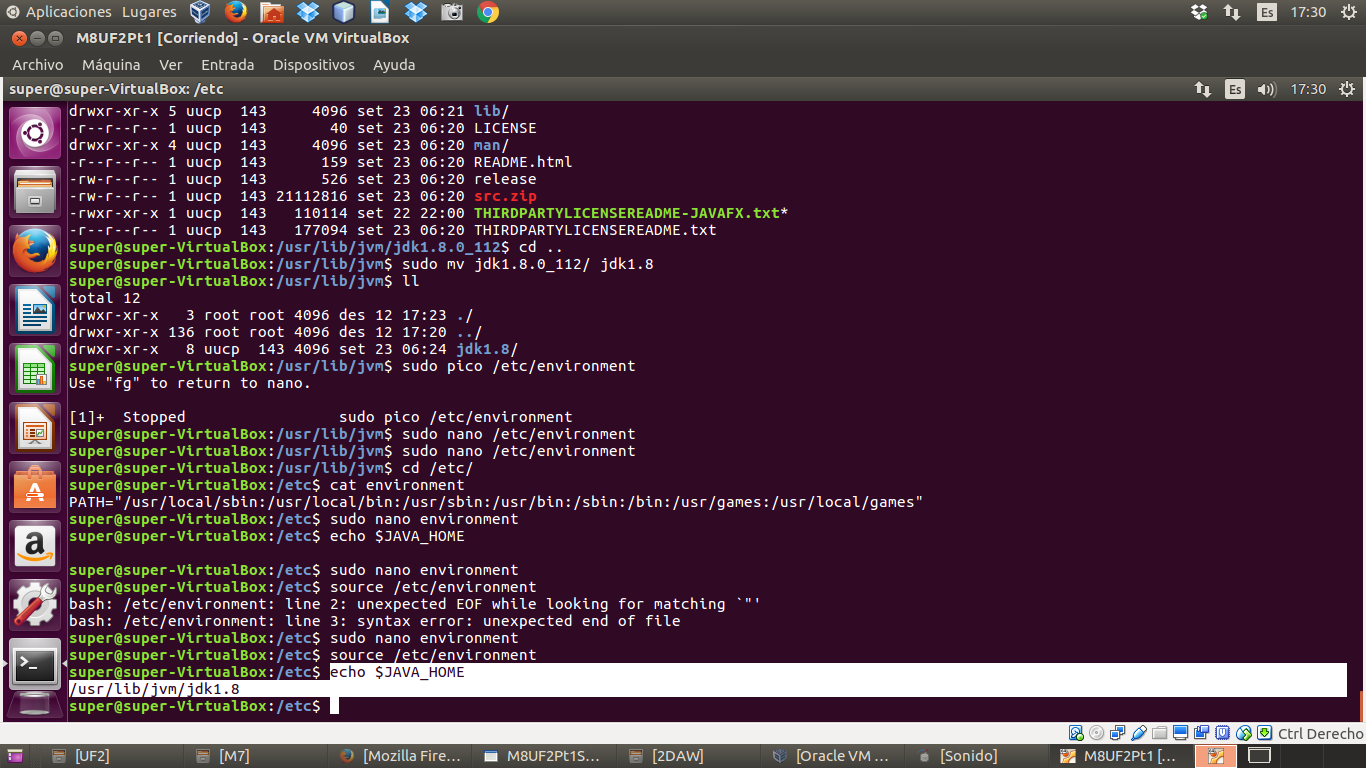 Aplicaciones Lugares Es 17:30
M8UF2Pt1 [Corriendo] - Oracle VM VirtualBox
Archivo Máquina Ver Entrada Dispositivos Ayuda
super@super-VirtualBox: /etc Es 17:30
drwxr-xr-x 5 uucp  143     4096 set 23 06:21 lib/
-r--r--r-- 1 uucp  143       40 set 23 06:20 LICENSE
drwxr-xr-x 4 uucp  143     4096 set 23 06:20 man/
-r--r--r-- 1 uucp  143      159 set 23 06:20 README.html
-rw-r--r-- 1 uucp  143      526 set 23 06:20 release
-rw-r--r-- 1 uucp  143 21112816 set 23 06:20 src.zip
-rwxr-xr-x 1 uucp  143   110114 set 22 22:00 THIRDPARTYLICENSEREADME-JAVAFX.txt*
-r--r--r-- 1 uucp  143   177094 set 23 06:20 THIRDPARTYLICENSEREADME.txt
super@super-VirtualBox:/usr/lib/jvm/jdk1.8.0_112$ cd ..
super@super-VirtualBox:/usr/lib/jvm$ sudo mv jdk1.8.0_112/ jdk1.8
super@super-VirtualBox:/usr/lib/jvm$ ll
total 12
drwxr-xr-x   3 root root 4096 des 12 17:23 ./
drwxr-xr-x 136 root root 4096 des 12 17:20 ../
drwxr-xr-x   8 uucp  143 4096 set 23 06:24 jdk1.8/
super@super-VirtualBox:/usr/lib/jvm$ sudo pico /etc/environment
Use "fg" to return to nano.
[1]+  Stopped                 sudo pico /etc/environment
super@super-VirtualBox:/usr/lib/jvm$ sudo nano /etc/environment
super@super-VirtualBox:/usr/lib/jvm$ sudo nano /etc/environment
super@super-VirtualBox:/usr/lib/jvm$ cd /etc/
super@super-VirtualBox:/etc$ cat environment
PATH="/usr/local/sbin:/usr/local/bin:/usr/sbin:/usr/bin:/sbin:/bin:/usr/games:/usr/local/games"
super@super-VirtualBox:/etc$ sudo nano environment
super@super-VirtualBox:/etc$ echo $JAVA_HOME
super@super-VirtualBox:/etc$ sudo nano environment
super@super-VirtualBox:/etc$ source /etc/environment
bash: /etc/environment: line 2: unexpected EOF while looking for matching `"'
bash: /etc/environment: line 3: syntax error: unexpected end of file
super@super-VirtualBox:/etc$ sudo nano environment
super@super-VirtualBox:/etc$ source /etc/environment
super@super-VirtualBox:/etc$ echo $JAVA_HOME
/usr/lib/jvm/jdk1.8
super@super-VirtualBox:/etc$
Ctrl Derecho
[UF2] [M7] [Mozilla Fire... M8UF2Pt1S... [2DAW] [Oracle VM ... [Sonido] M8UF2Pt1 [...